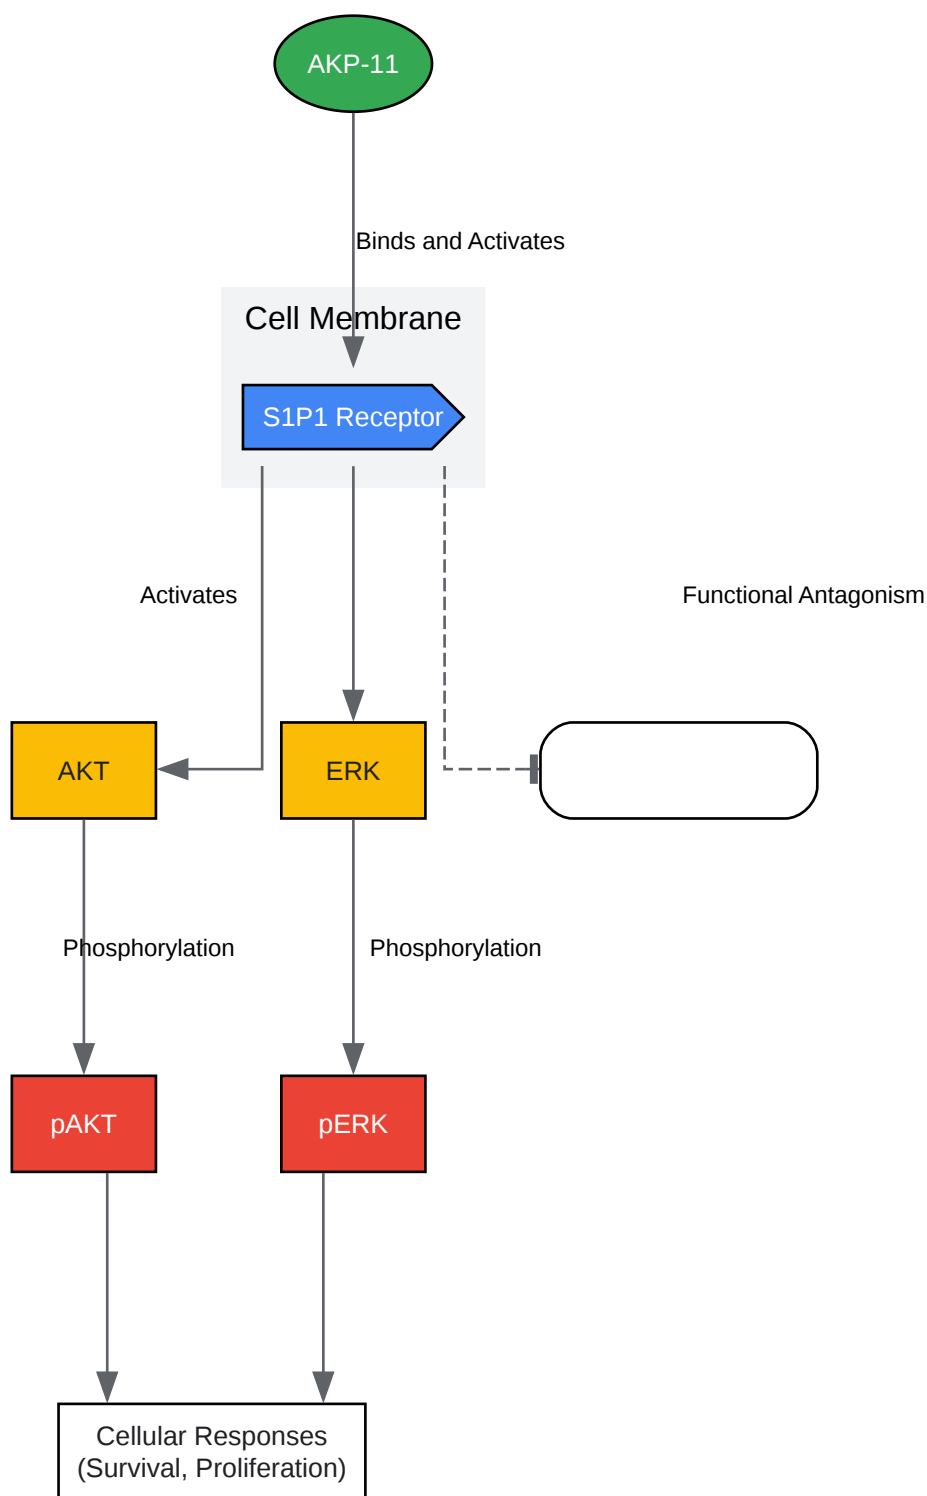 AKP-11
Binds and Activates
Cell Membrane
S1P1 Receptor
Activates
Functional Antagonism
AKT
ERK
Phosphorylation
Phosphorylation
pAKT
pERK
Cellular Responses
(Survival, Proliferation)